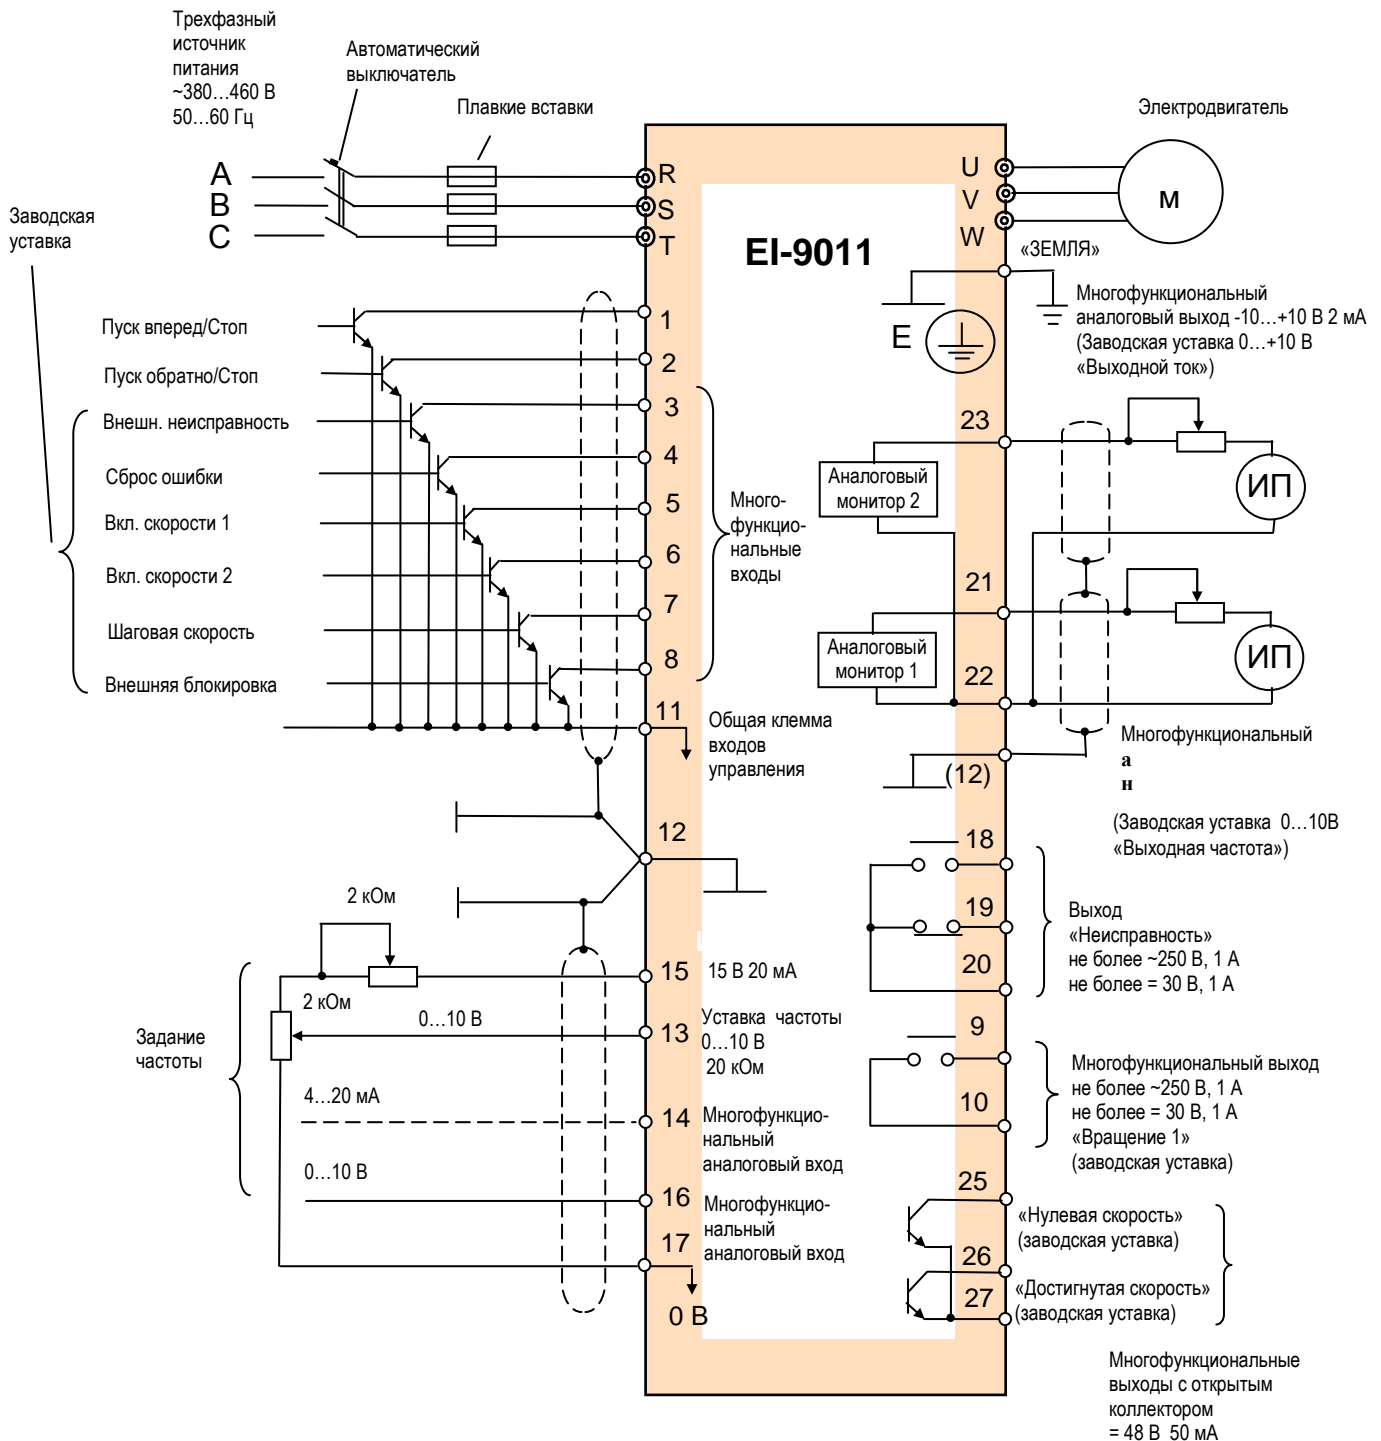 Трехфазный
источник
питания
~380…460 В
50…60 Гц
Автоматический
выключатель
Плавкие вставки
Электродвигатель
A
B
C
R
S
T
U
V
W
М
EI-9011
Заводская
уставка
«ЗЕМЛЯ»
E
Многофункциональный
аналоговый выход -10…+10 В 2 мА
(Заводская уставка 0…+10 В
«Выходной ток»)
Пуск вперед/Стоп
1
Пуск обратно/Стоп
2
Внешн. неисправность
3
Сброс ошибки
4
Вкл. скорости 1
5
Вкл. скорости 2
6
Шаговая скорость
7
Внешняя блокировка
8
Много-
функцио-
нальные
входы
11
Общая клемма
входов
управления
23
Аналоговый
монитор 2
ИП
21
Аналоговый
монитор 1
22
ИП
(12)
Многофункциональный
а
н
(Заводская уставка 0…10В
«Выходная частота»)
12
2 кОм
15
15 В 20 мА
2 кОм
Задание
частоты
0…10 В
13
Уставка частоты
0…10 В
20 кОм
4…20 мА
14
Многофункцио-
нальный
аналоговый вход
0…10 В
16
Многофункцио-
нальный
аналоговый вход
17
0 В
18
19
20
Выход
«Неисправность»
не более ~250 В, 1 А
не более = 30 В, 1 А
9
10
Многофункциональный выход
не более ~250 В, 1 А
не более = 30 В, 1 А
«Вращение 1»
(заводская уставка)
25
«Нулевая скорость»
(заводская уставка)
26
27
«Достигнутая скорость»
(заводская уставка)
Многофункциональные
выходы с открытым
коллектором
= 48 В 50 мА